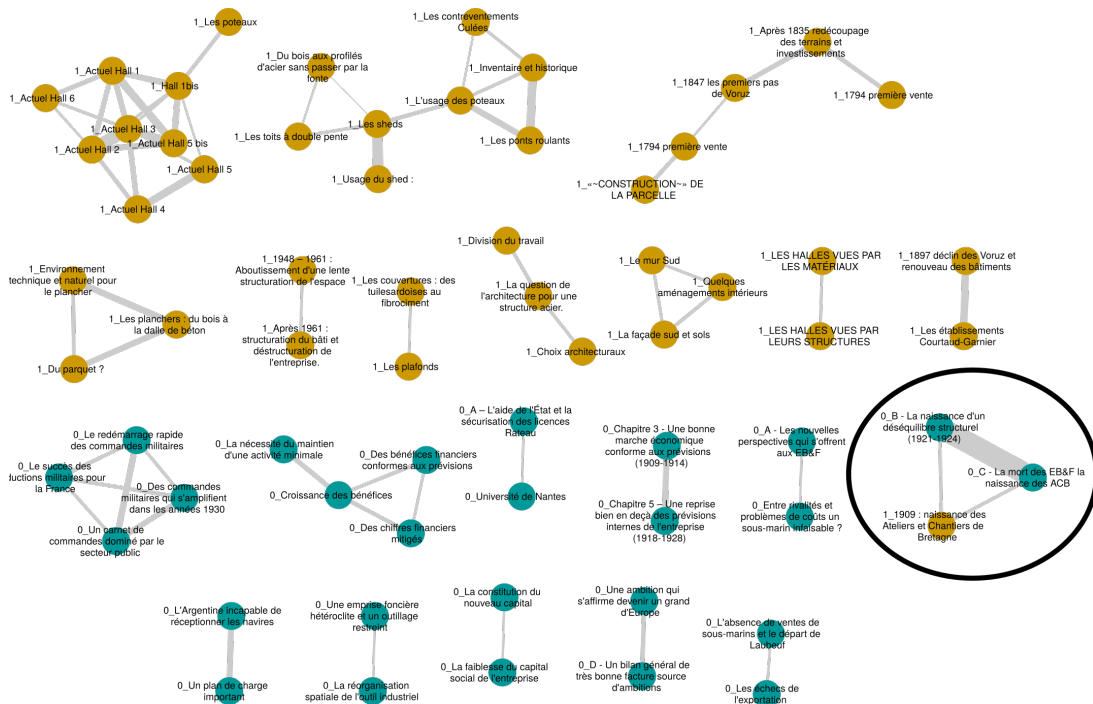 1_Les poteaux
1_Actuel Hall 1
1_Hall 1bis
1_Actuel Hall 6
1_Actuel Hall 3
1_Actuel Hall 2
1_Actuel Hall 5 bis
1_Actuel Hall 5
1_Actuel Hall 4
1_Du bois aux profilés
d'acier sans passer par la
fonte
1_Les toits à double pente
1_Les sheds
1_Usage du shed :
1_Les contreventements
Culées
1_Inventaire et historique
1_L'usage des poteaux
1_Les ponts roulants
1_Après 1835 redécoupage
des terrains et
investissements
1_1847 les premiers pas
de Voruz
1_1794 première vente
1_1794 première vente
1_«~CONSTRUCTION~» DE
LA PARCELLE
1_Environnement
technique et naturel pour
le plancher
1_Les planchers : du bois à
la dalle de béton
1_Du parquet ?
1_1948 – 1961 :
Aboutissement d'une lente
structuration de l'espace
1_Après 1961 :
structuration du bâti et
déstructuration de
l'entreprise.
1_Les couvertures : des
tuilesardoises au
fibrociment
1_Les plafonds
1_Division du travail
1_La question de
l'architecture pour une
structure acier.
1_Choix architecturaux
1_Le mur Sud
1_Quelques
aménagements intérieurs
1_La façade sud et sols
1_LES HALLES VUES PAR
LES MATÉRIAUX
1_LES HALLES VUES PAR
LEURS STRUCTURES
1_1897 déclin des Voruz et
renouveau des bâtiments
1_Les établissements
Courtaud-Garnier
0_Le redémarrage rapide
des commandes militaires
0_Le succès des
ductions militaires pour
la France
0_Des commandes
militaires qui s'amplifient
dans les années 1930
0_Un carnet de
commandes dominé par le
secteur public
0_La nécessité du maintien
d'une activité minimale
0_Des bénéfices financiers
conformes aux prévisions
0_Croissance des bénéfices
0_Des chiffres financiers
mitigés
0_A – L'aide de l'État et la
sécurisation des licences
Rateau
0_Université de Nantes
0_Chapitre 3 - Une bonne
marche économique
conforme aux prévisions
(1909-1914)
0_Chapitre 5 – Une reprise
bien en deçà des prévisions
internes de l'entreprise
(1918-1928)
0_A - Les nouvelles
perspectives qui s'offrent
aux EB&F
0_Entre rivalités et
problèmes de coûts un
sous-marin infaisable ?
0_B - La naissance d'un
déséquilibre structurel
(1921-1924)
0_C - La mort des EB&F la
naissance des ACB
1_1909 : naissance des
Ateliers et Chantiers de
Bretagne
0_L'Argentine incapable de
réceptionner les navires
0_Un plan de charge
important
0_Une emprise foncière
hétéroclite et un outillage
restreint
0_La réorganisation
spatiale de l'outil industriel
0_La constitution du
nouveau capital
0_La faiblesse du capital
social de l'entreprise
0_Une ambition qui
s'affirme devenir un grand
d'Europe
0_D - Un bilan général de
très bonne facture source
d'ambitions
0_L'absence de ventes de
sous-marins et le départ de
Laubeuf
0_Les échecs de
l'exportation